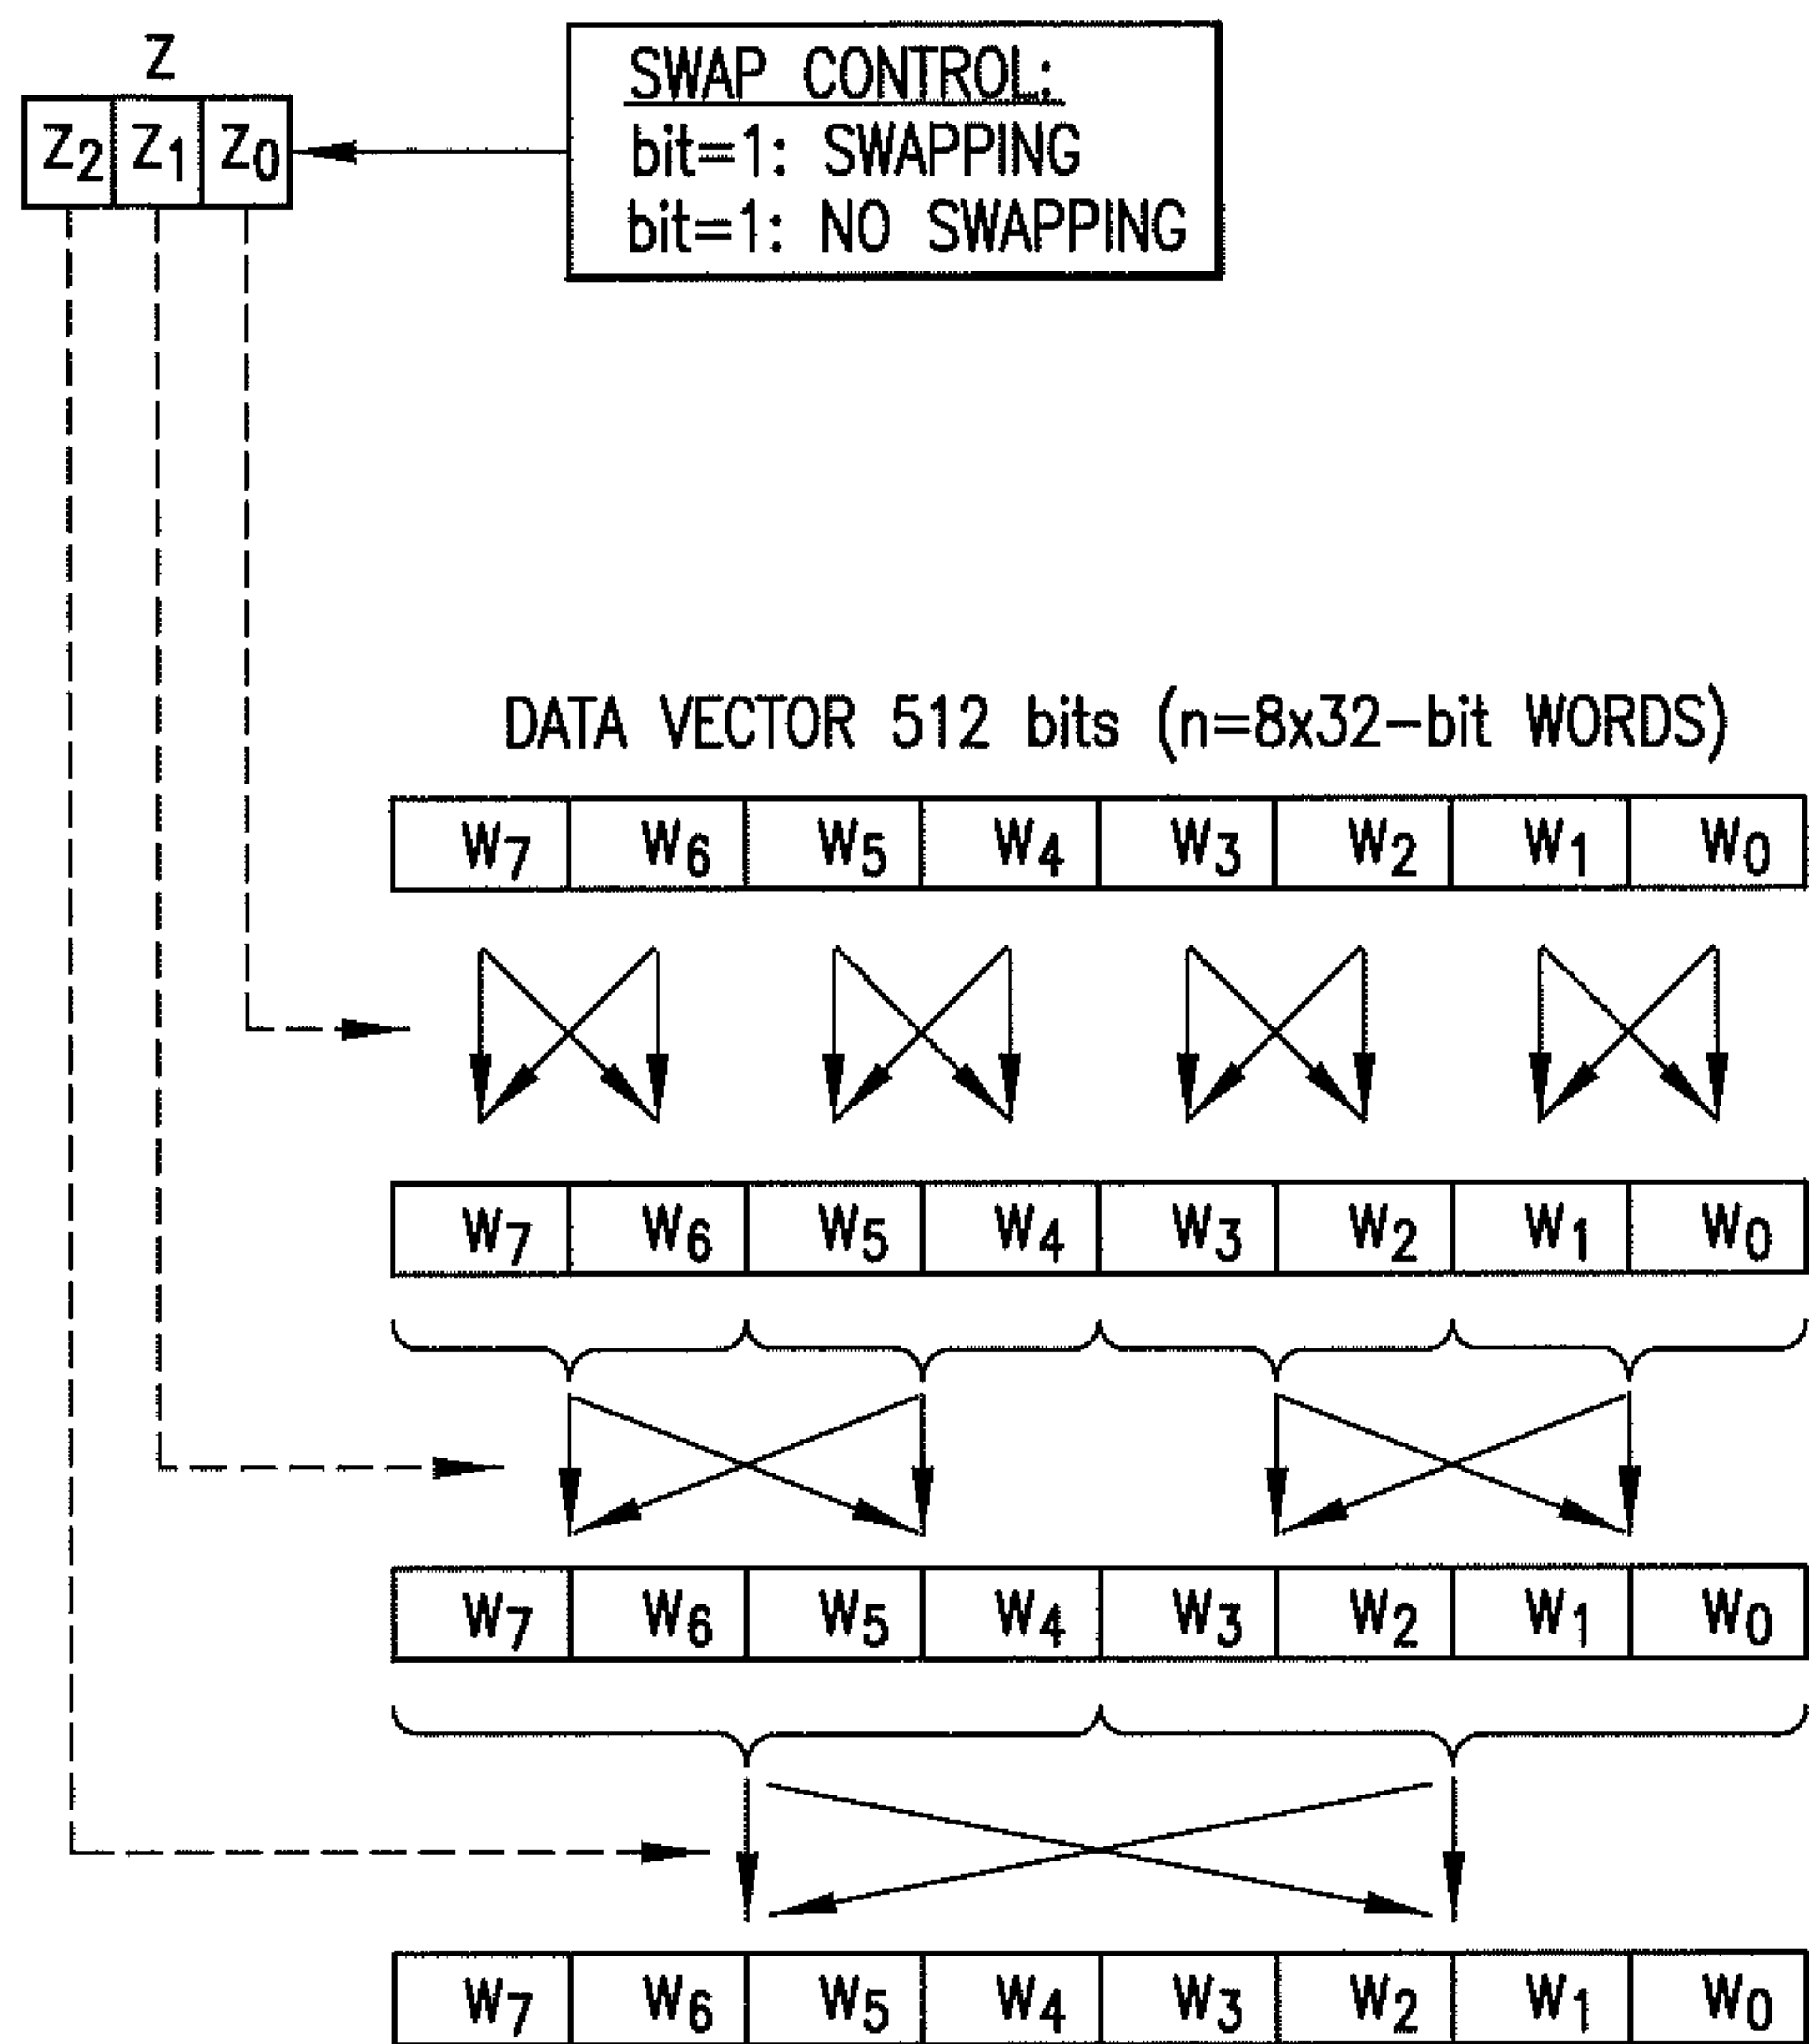 Z
Z2 Z1 Z0
SWAP CONTROL:
bit=1: SWAPPING
bit=1: NO SWAPPING
DATA VECTOR 512 bits (n=8x32-bit WORDS)
W7 W6 W5 W4 W3 W2 W1 W0
W7 W6 W5 W4 W3 W2 W1 W0
W7 W6 W5 W4 W3 W2 W1 W0
W7 W6 W5 W4 W3 W2 W1 W0